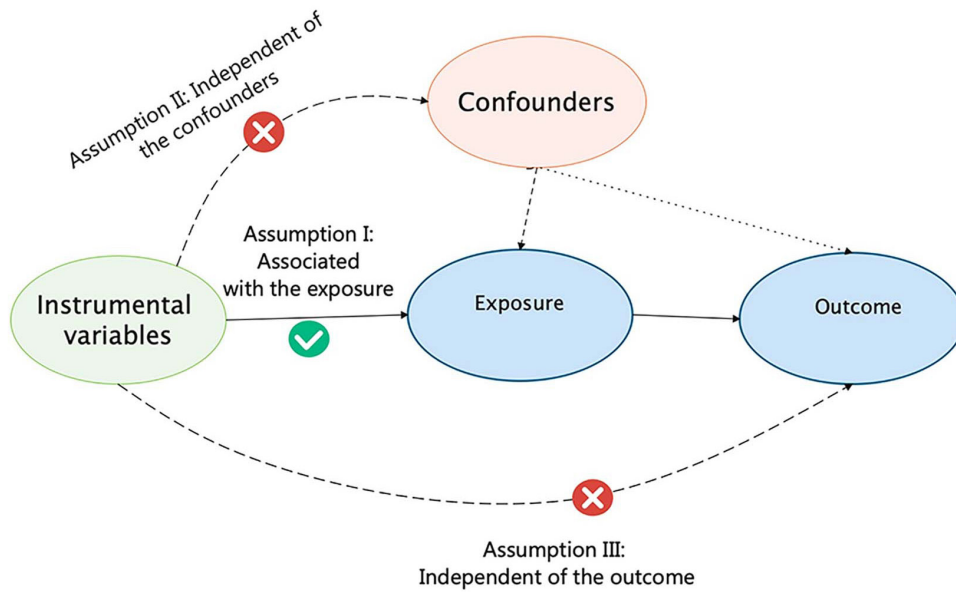 Assumption II: Independent of
the confounders
Confounders
Assumption I:
Associated
with the exposure
Instrumental
variables
Exposure
Outcome
Assumption III:
Independent of the outcome